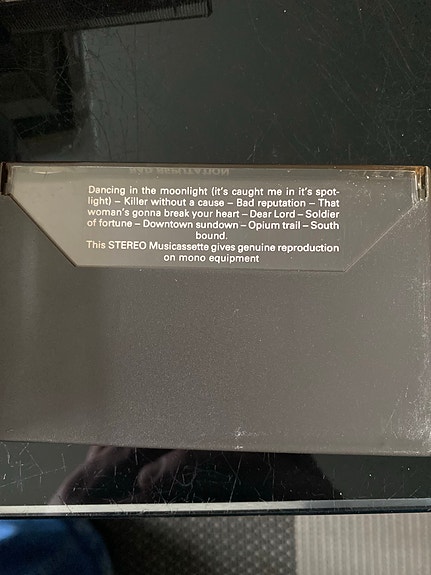 BAD REPUTATION
Dancing in the moonlight (it's caught me in it's spot-
light) – Killer without a cause – Bad reputation – That
woman's gonna break your heart – Dear Lord – Soldier
of fortune – Downtown sundown – Opium trail – South
bound.
This STEREO Musicassette gives genuine reproduction
on mono equipment